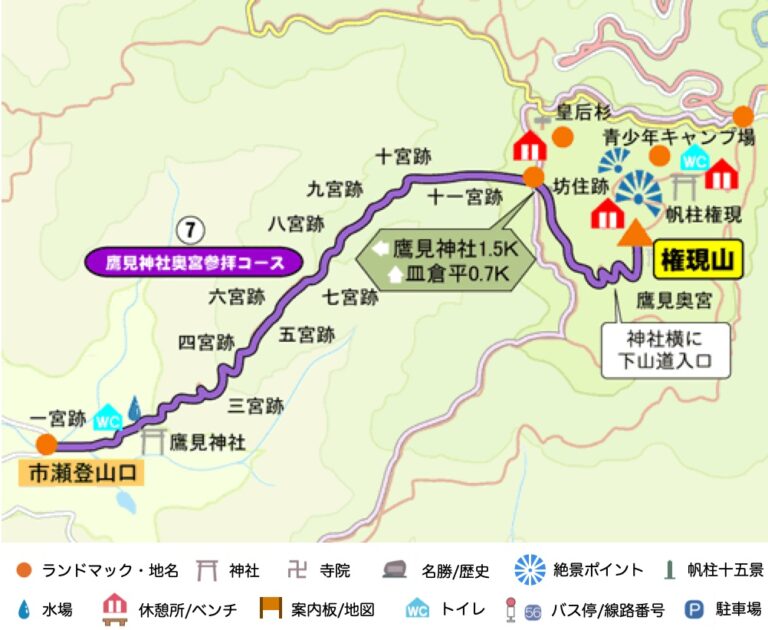 皇后杉
青少年キャンプ場
WC
坊住跡
帆柱権現
十宮跡
九宮跡
十一宮跡
八宮跡
⑦
鷹見神社奥宮参拝コース
鷹見神社1.5K
皿倉平0.7K
権現山
鷹見奥宮
六宮跡
七宮跡
神社横に
下山道入口
四宮跡
五宮跡
三宮跡
一宮跡
WC
鷹見神社
市瀬登山口
ランドマック・地名
神社
寺院
名勝/歴史
絶景ポイント
帆柱十五景
水場
休憩所/ベンチ
案内板/地図
WC
トイレ
56
バス停/線路番号
P
駐車場